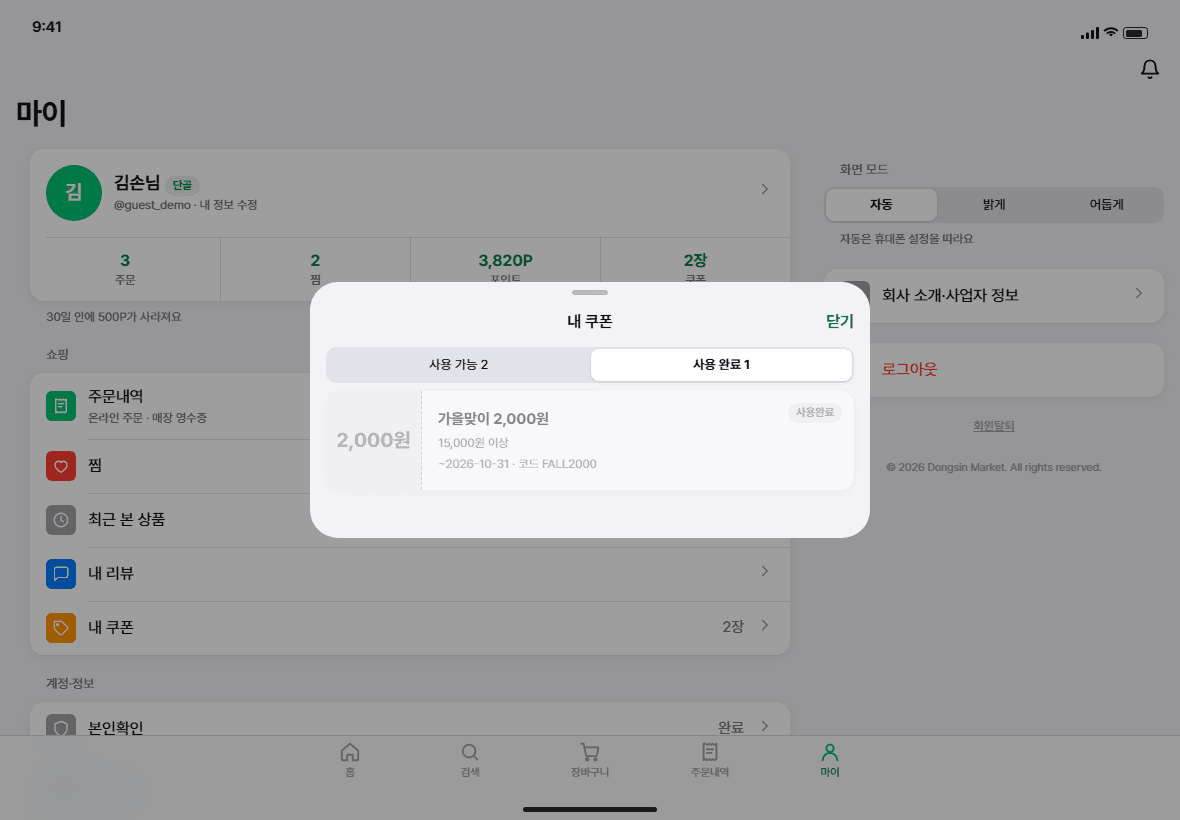 9:41
마이
김
김손님 단골
@guest_demo · 내 정보 수정
3
주문
2
찜
3,820P
포인트
2장
쿠폰
30일 안에 500P가 사라져요
쇼핑
주문내역
온라인 주문 · 매장 영수증
찜
최근 본 상품
내 리뷰
내 쿠폰
2장
계정·정보
본인확인
완료
화면 모드
자동
밝게
어둡게
자동은 휴대폰 설정을 따라요
회사 소개·사업자 정보
로그아웃
회원탈퇴
© 2026 Dongsin Market. All rights reserved.
내 쿠폰
닫기
사용 가능 2
사용 완료 1
2,000원
가을맞이 2,000원
사용완료
15,000원 이상
~2026-10-31 · 코드 FALL2000
홈
검색
장바구니
주문내역
마이